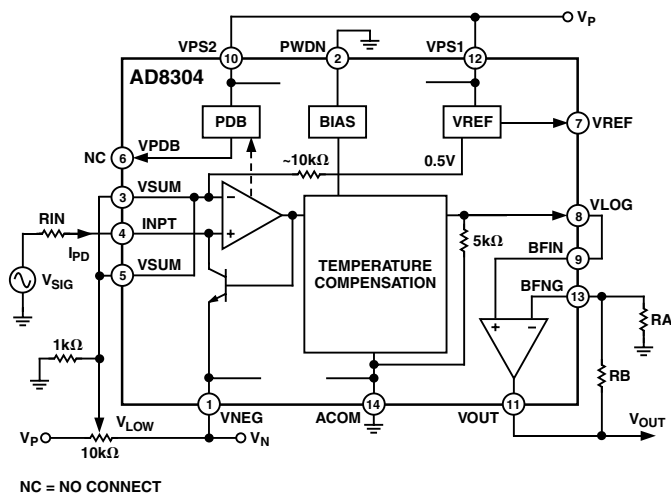 V_P
VPS2
PWDN
VPS1
10
2
12
AD8304
PDB
BIAS
VREF
7
VREF
NC
6
VPDB
~10kΩ
0.5V
3
VSUM
−
VLOG
RIN
4
INPT
+
8
I_PD
5kΩ
BFIN
9
V_SIG
5
VSUM
TEMPERATURE
COMPENSATION
BFNG
13
+
−
RA
1kΩ
RB
1
VNEG
ACOM
14
VOUT
11
V_LOW
V_OUT
V_P
V_N
10kΩ
NC = NO CONNECT